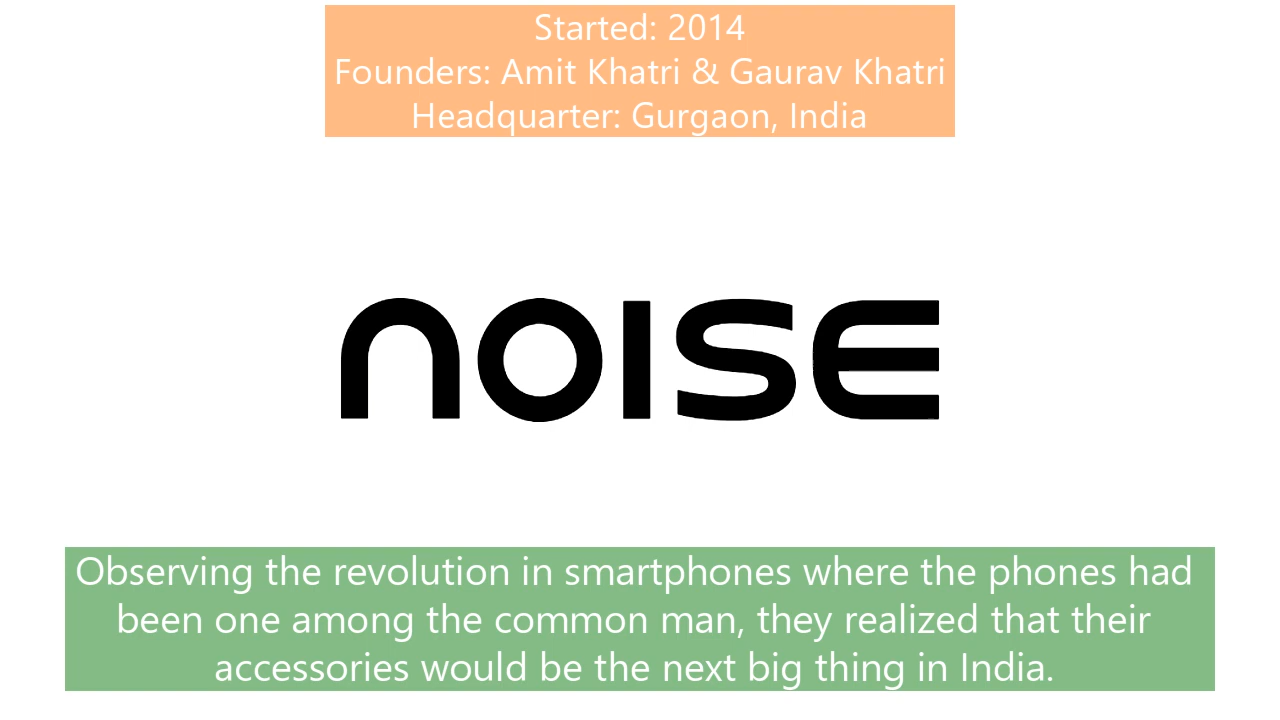 Started: 2014
Founders: Amit Khatri & Gaurav Khatri
Headquarter: Gurgaon, India
NOISE
Observing the revolution in smartphones where the phones had
been one among the common man, they realized that their
accessories would be the next big thing in India.